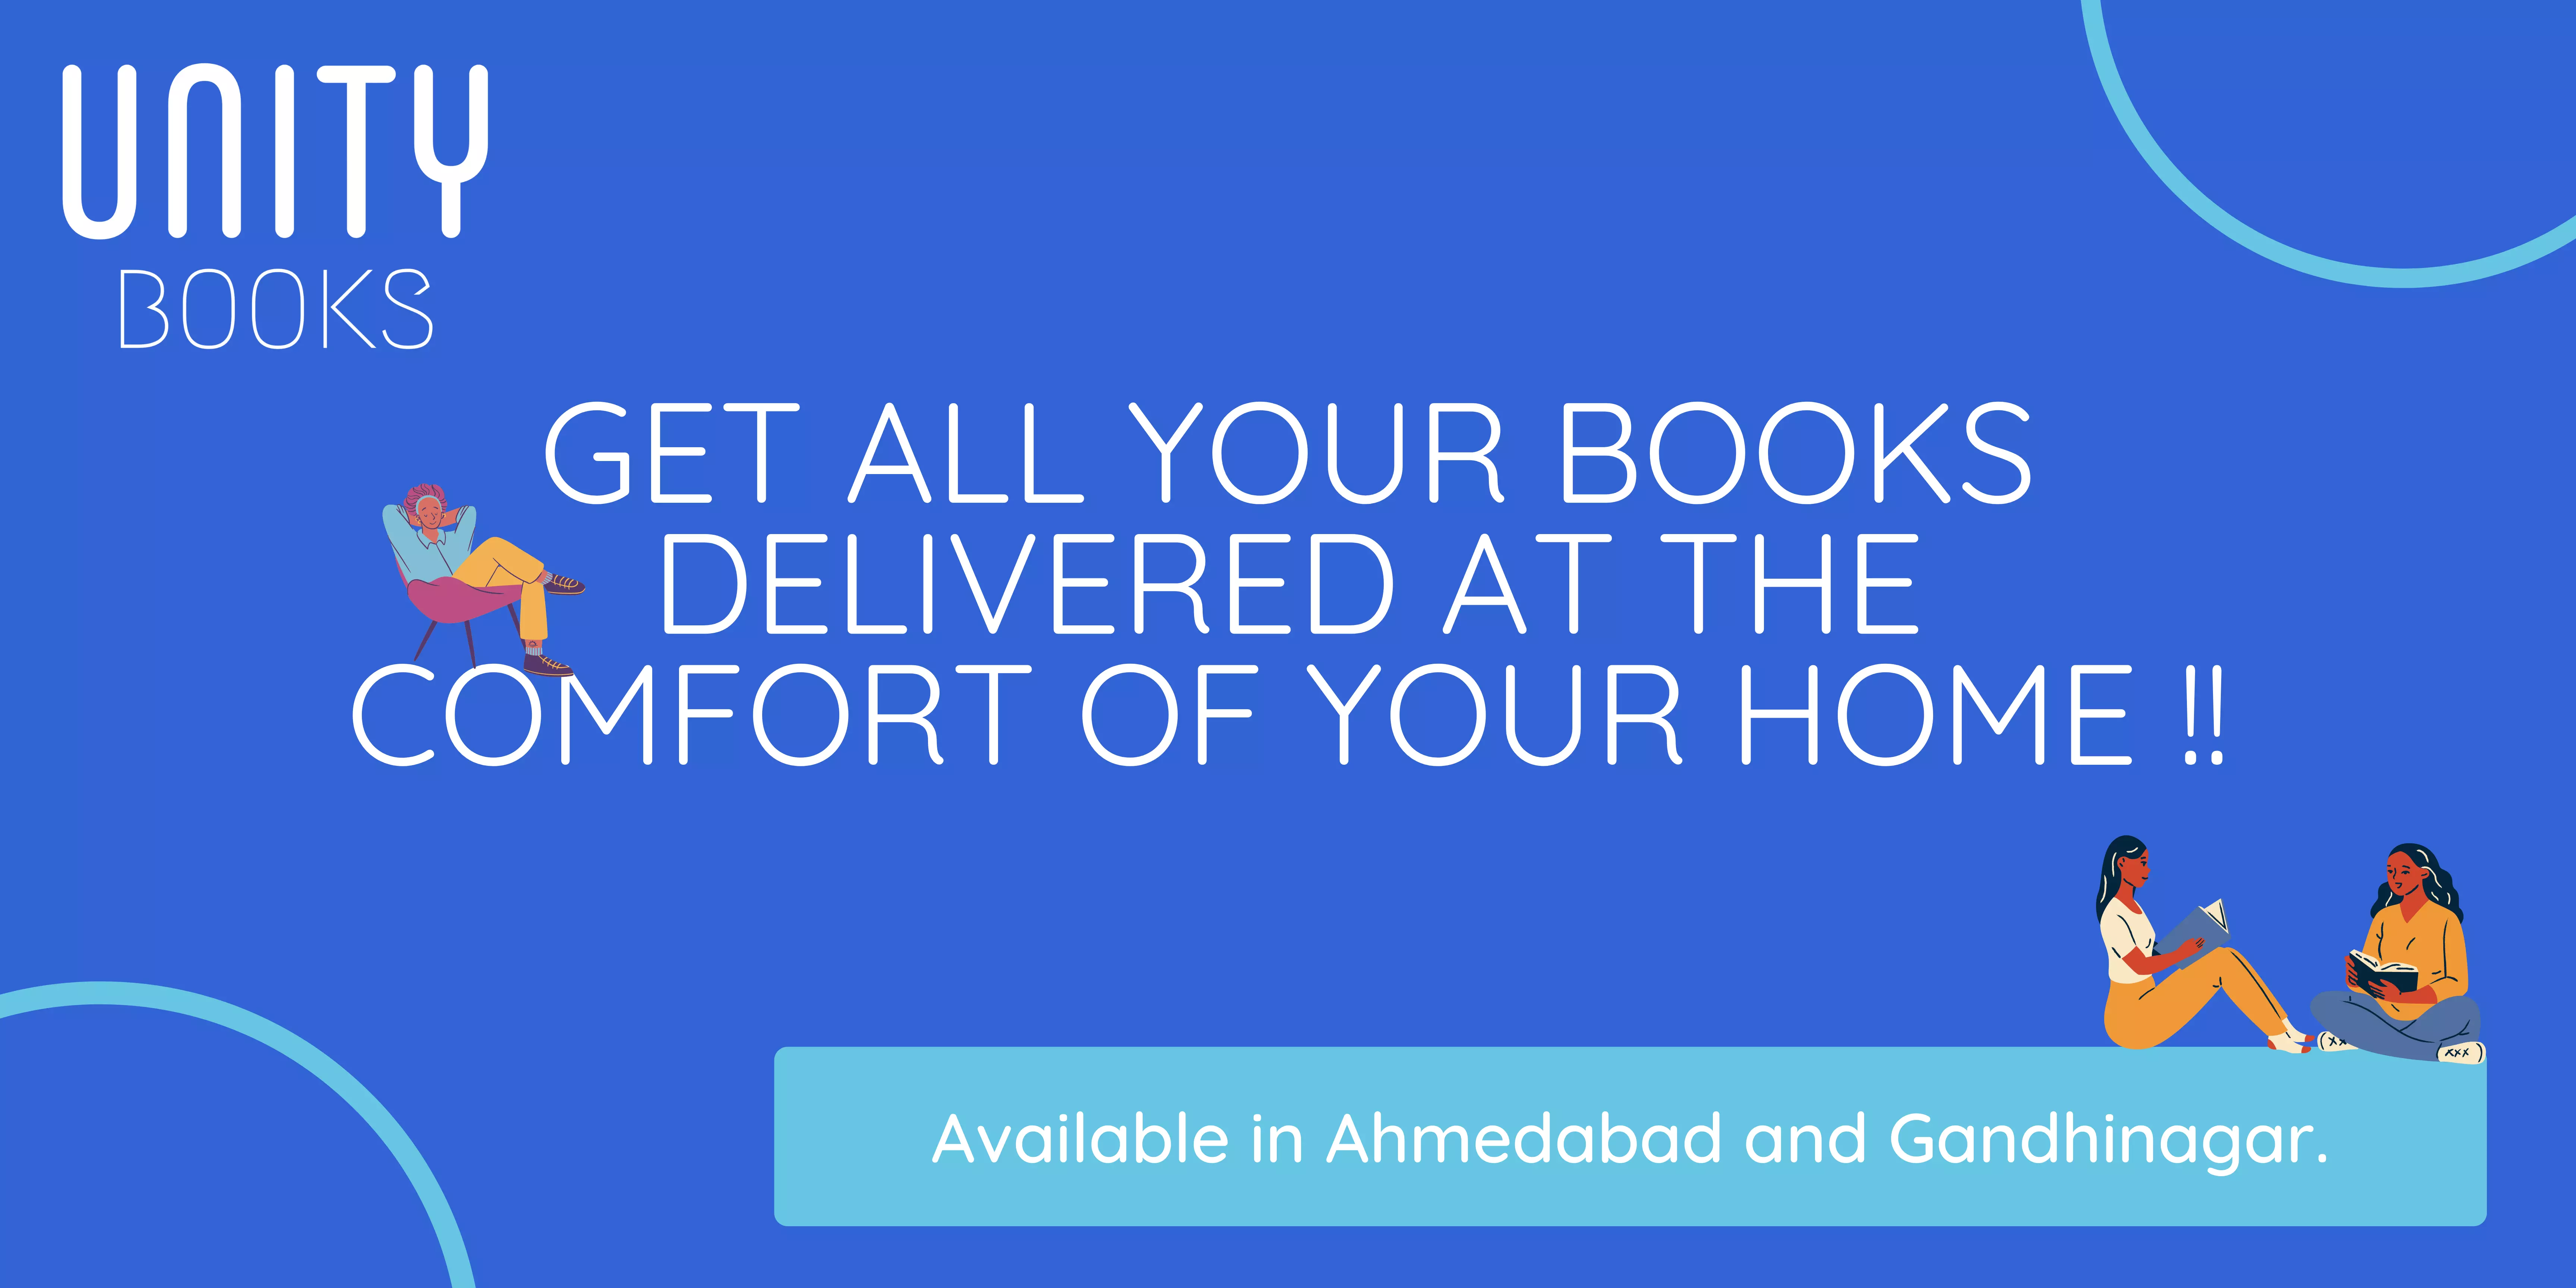 UNITY
BOOKS
GET ALL YOUR BOOKS
DELIVERED AT THE
COMFORT OF YOUR HOME !!
Available in Ahmedabad and Gandhinagar.